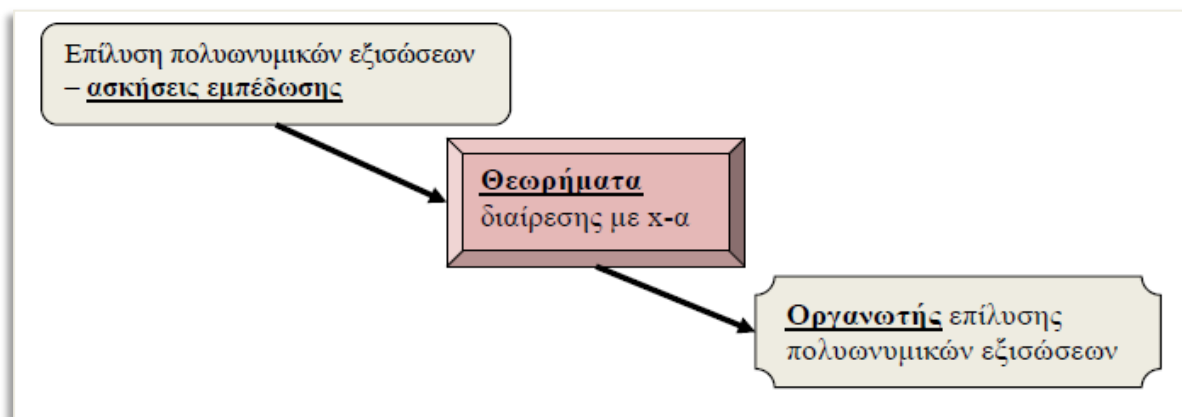 Επίλυση πολυωνυμικών εξισώσεων
– ασκήσεις εμπέδωσης
Θεωρήματα
διαίρεσης με x-α
Οργανωτής επίλυσης
πολυωνυμικών εξισώσεων